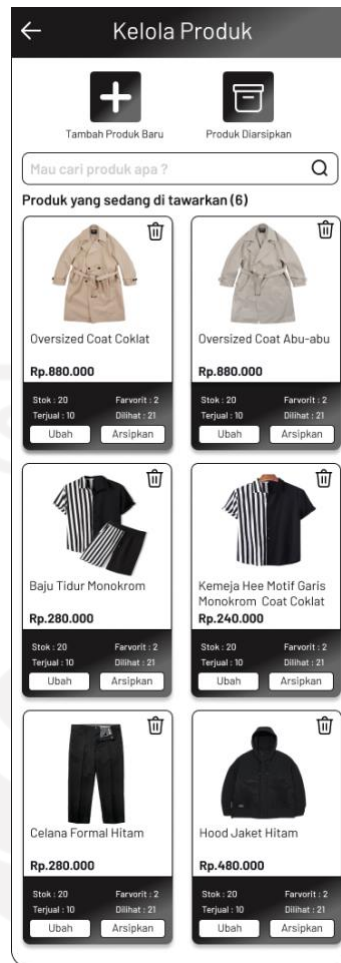 Kelola Produk
Tambah Produk Baru
Produk Diarsipkan
Mau cari produk apa ?
Produk yang sedang di tawarkan (6)
Oversized Coat Coklat
Rp.880.000
Stok : 20 Farvorit : 2
Terjual : 10 Dilihat : 21
Ubah Arsipkan
Oversized Coat Abu-abu
Rp.880.000
Stok : 20 Farvorit : 2
Terjual : 10 Dilihat : 21
Ubah Arsipkan
Baju Tidur Monokrom
Rp.280.000
Stok : 20 Farvorit : 2
Terjual : 10 Dilihat : 21
Ubah Arsipkan
Kemeja Hee Motif Garis
Monokrom Coat Coklat
Rp.240.000
Stok : 20 Farvorit : 2
Terjual : 10 Dilihat : 21
Ubah Arsipkan
Celana Formal Hitam
Rp.280.000
Stok : 20 Farvorit : 2
Terjual : 10 Dilihat : 21
Ubah Arsipkan
Hood Jaket Hitam
Rp.480.000
Stok : 20 Farvorit : 2
Terjual : 10 Dilihat : 21
Ubah Arsipkan